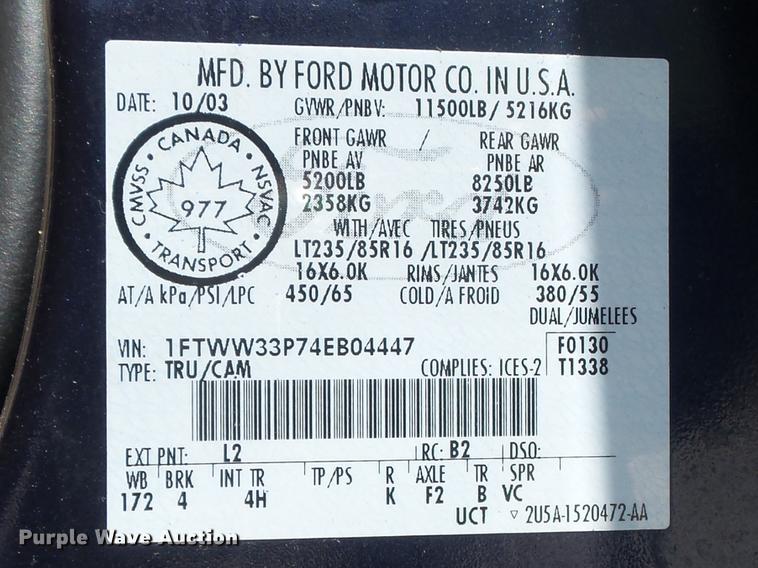 MFD. BY FORD MOTOR CO. IN U.S.A.
DATE: 10/03 GVWR/PNBV: 11500LB/ 5216KG
FRONT GAWR / REAR GAWR
PNBE AV PNBE AR
5200LB 8250LB
2358KG 3742KG
WITH/AVEC TIRES/PNEUS
LT235/85R16 /LT235/85R16
16X6.0K RIMS/JANTES 16X6.0K
AT/A kPa/PSI/LPC 450/65 COLD/A FROID 380/55
DUAL/JUMELEES
CMVSS • CANADA • NSVAC • TRANSPORT •
977
Ford
VIN: 1FTWW33P74EB04447 F0130
TYPE: TRU/CAM COMPLIES: ICES-2 T1338
EXT PNT: L2 RC: B2 DSO:
WB BRK INT TR TP/PS R AXLE TR SPR
172 4 4H K F2 B VC
UCT ▽ 2U5A-1520472-AA
Purple Wave Auction